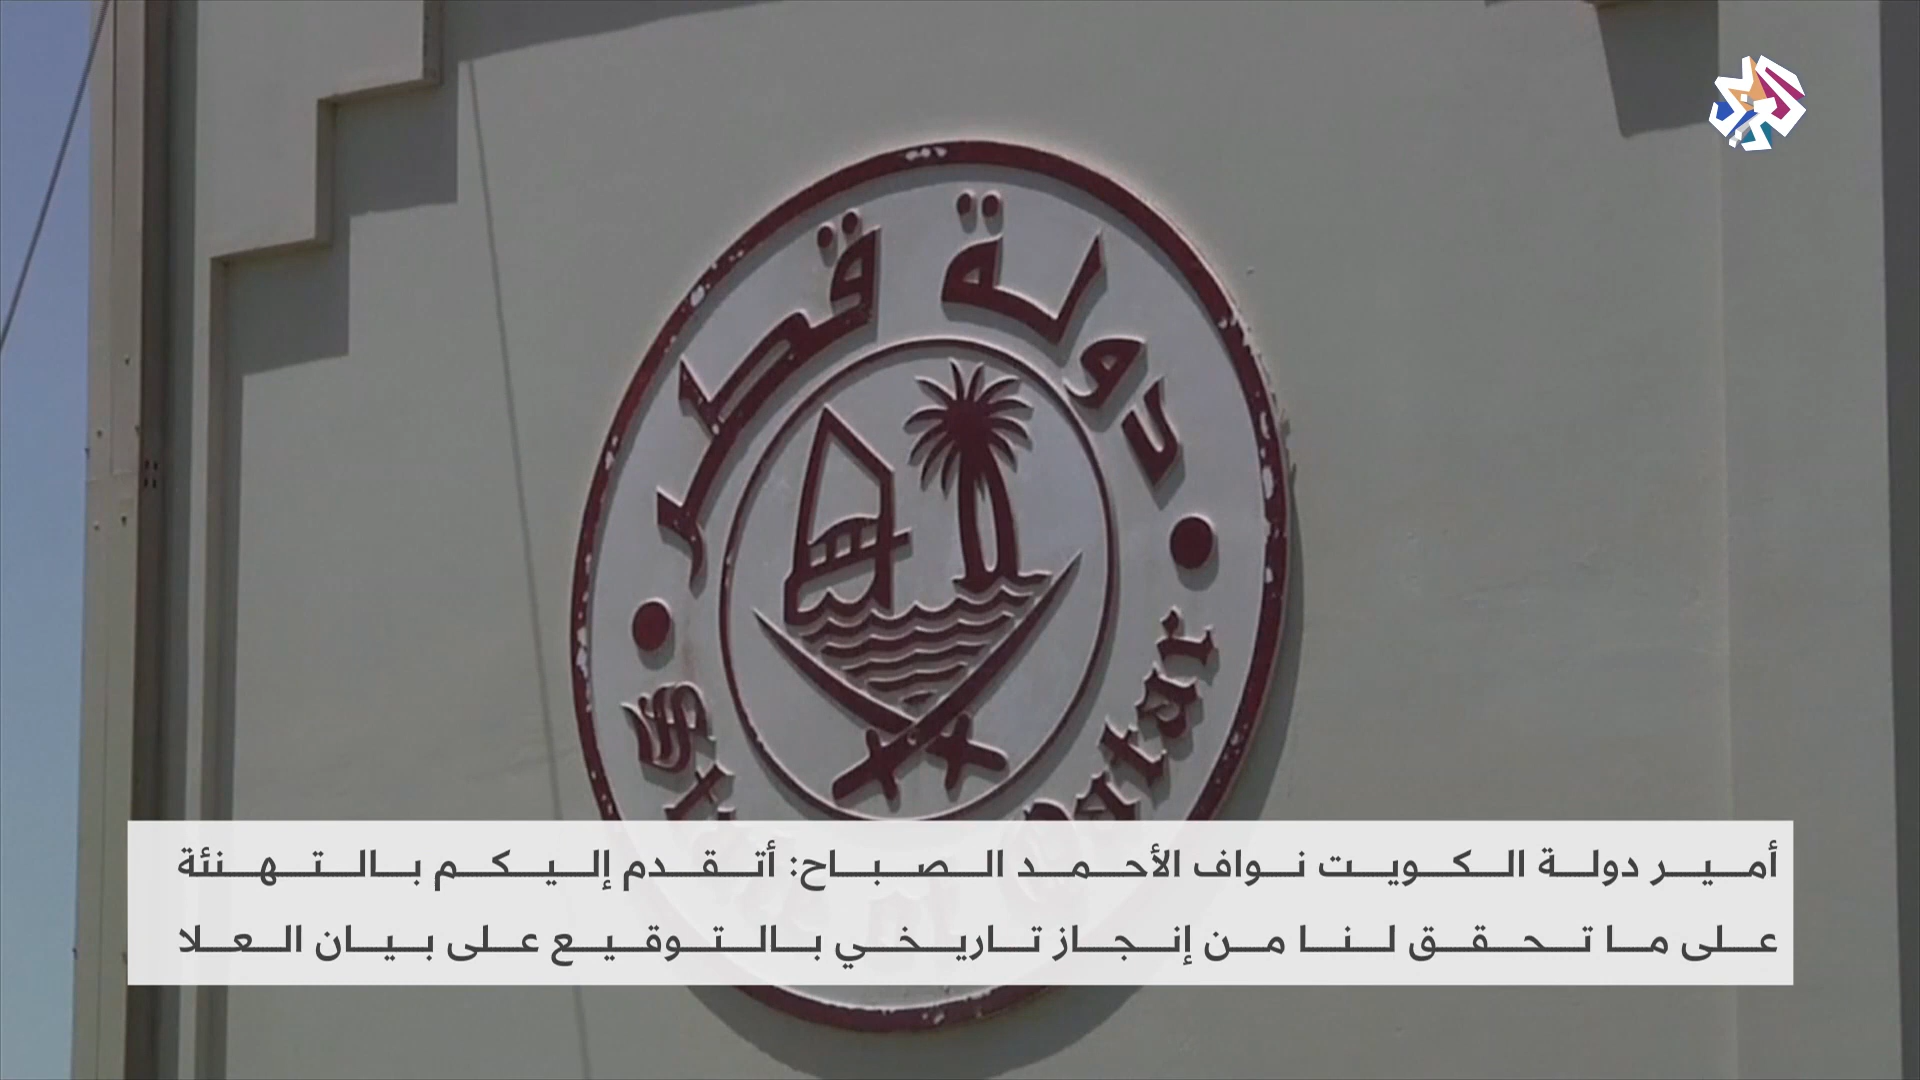 دولة قطر
State of Qatar
أمير دولة الكويت نواف الأحمد الصباح: أتقدم إليكم بالتهنئة
على ما تحقق لنا من إنجاز تاريخي بالتوقيع على بيان العلا